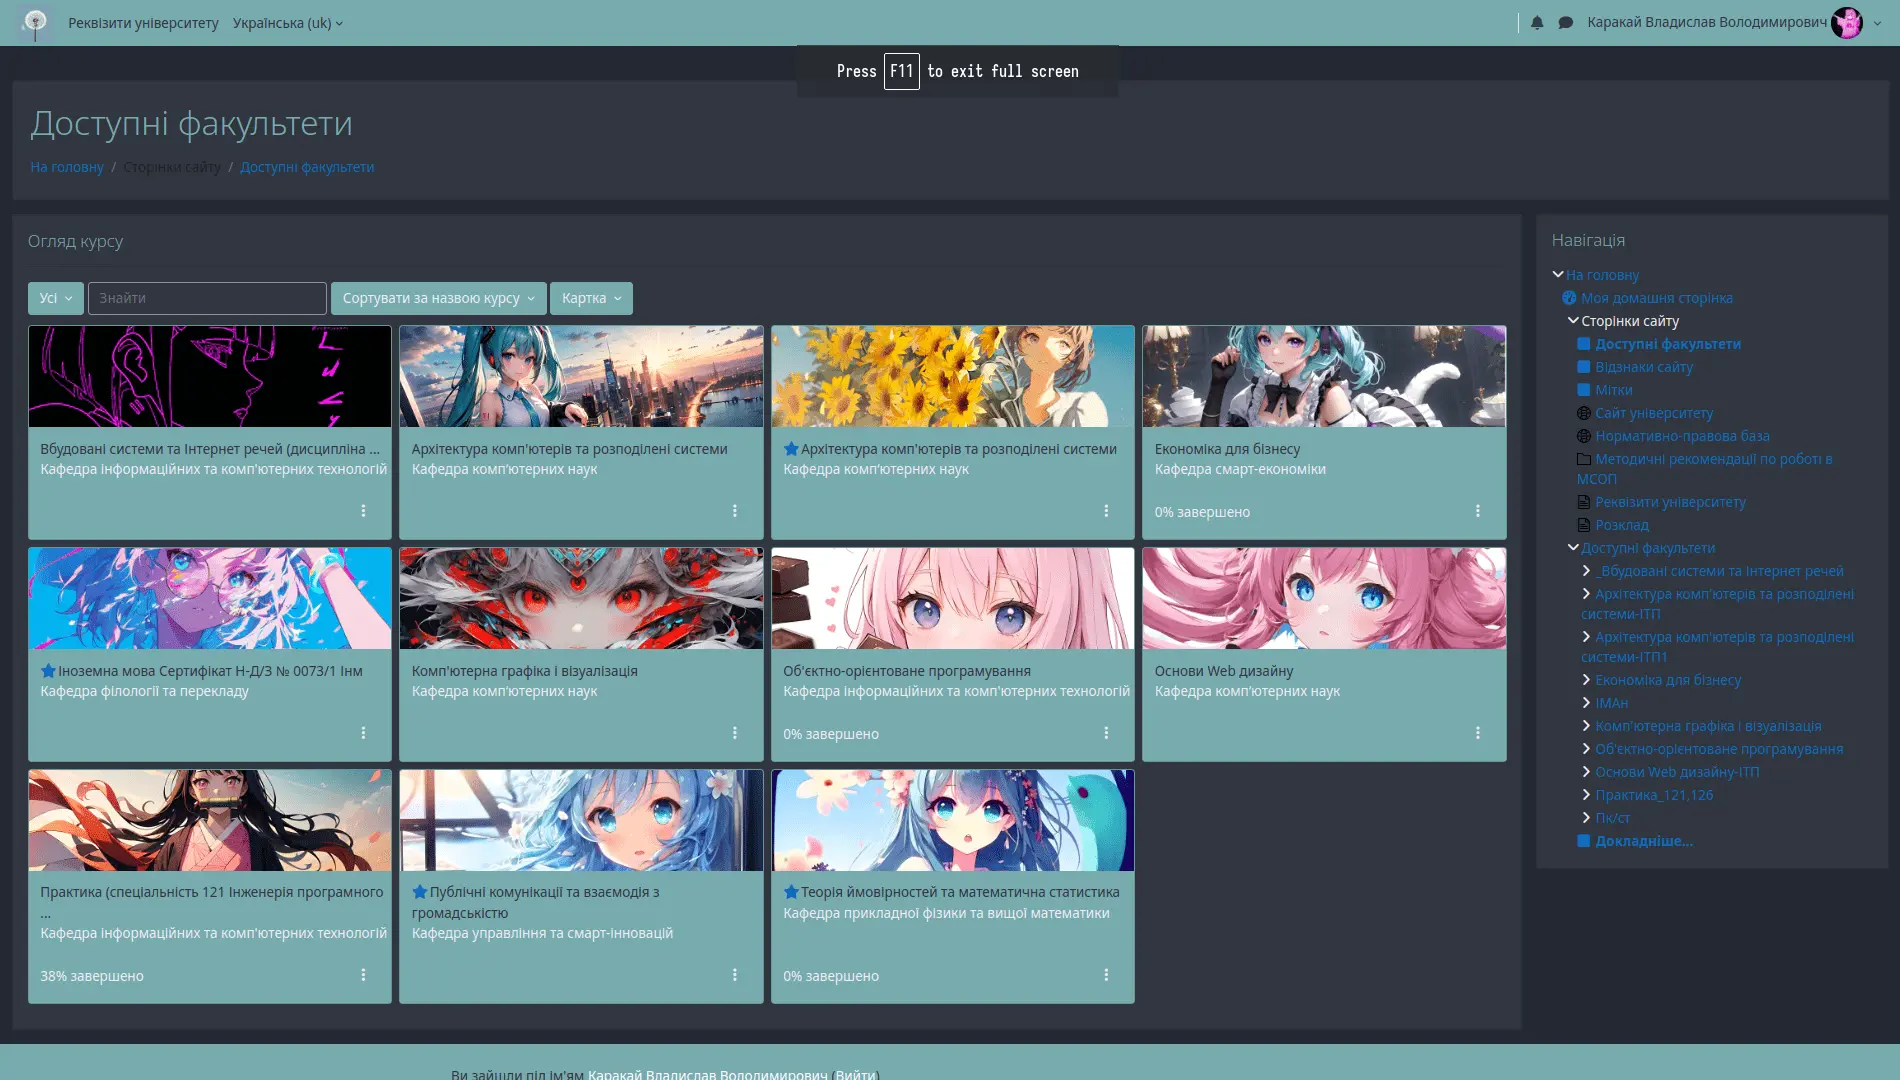 Реквізити університету
Українська (uk)
Каракай Владислав Володимирович
Press F11 to exit full screen
Доступні факультети
На головну / Сторінки сайту / Доступні факультети
Огляд курсу
Усі
Знайти
Сортувати за назвою курсу
Картка
Вбудовані системи та Інтернет речей (дисципліна ...
Кафедра інформаційних та комп'ютерних технологій
Архітектура комп'ютерів та розподілені системи
Кафедра комп'ютерних наук
Архітектура комп'ютерів та розподілені системи
Кафедра комп'ютерних наук
Економіка для бізнесу
Кафедра смарт-економіки
0% завершено
Іноземна мова Сертифікат Н-Д/З № 0073/1 Інм
Кафедра філології та перекладу
Комп'ютерна графіка і візуалізація
Кафедра комп'ютерних наук
Об'єктно-орієнтоване програмування
Кафедра інформаційних та комп'ютерних технологій
0% завершено
Основи Web дизайну
Кафедра комп'ютерних наук
Практика (спеціальність 121 Інженерія програмного
...
Кафедра інформаційних та комп'ютерних технологій
38% завершено
Публічні комунікації та взаємодія з
громадськістю
Кафедра управління та смарт-інновацій
Теорія ймовірностей та математична статистика
Кафедра прикладної фізики та вищої математики
0% завершено
Навігація
На головну
Моя домашня сторінка
Сторінки сайту
Доступні факультети
Відзнаки сайту
Мітки
Сайт університету
Нормативно-правова база
Методичні рекомендації по роботі в
МСОП
Реквізити університету
Розклад
Доступні факультети
_Вбудовані системи та Інтернет речей
Архітектура комп'ютерів та розподілені
системи-ІТП
Архітектура комп'ютерів та розподілені
системи-ІТП1
Економіка для бізнесу
ІМАн
Комп'ютерна графіка і візуалізація
Об'єктно-орієнтоване програмування
Основи Web дизайну-ІТП
Практика_121,126
Пк/ст
Докладніше...
Ви зайшли під ім'ям Каракай Владислав Володимирович (Вийти)